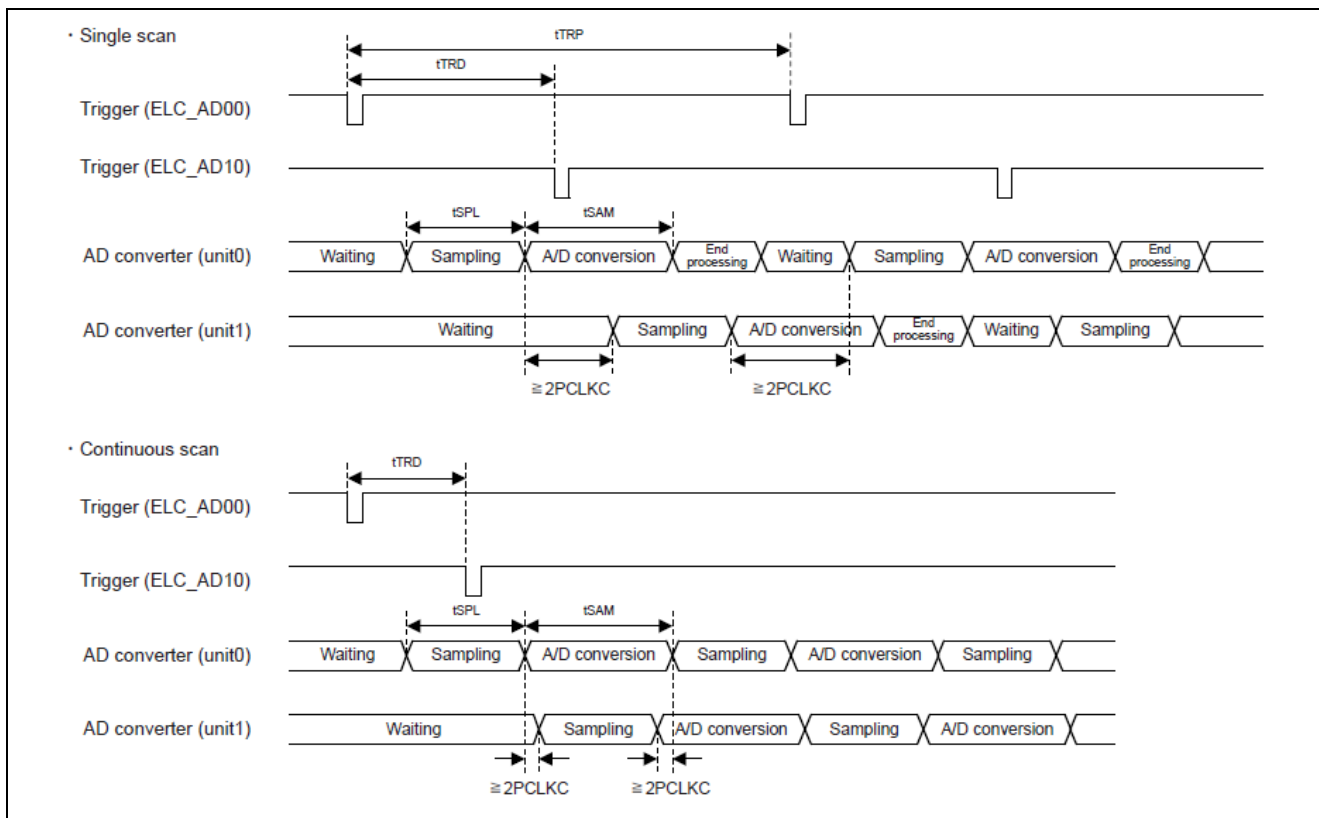 ・Single scan
tTRP
tTRD
Trigger (ELC_AD00)
Trigger (ELC_AD10)
tSPL tSAM
AD converter (unit0) Waiting Sampling A/D conversion End processing Waiting Sampling A/D conversion End processing
AD converter (unit1) Waiting Sampling A/D conversion End processing Waiting Sampling
≧2PCLKC ≧2PCLKC
・Continuous scan
tTRD
Trigger (ELC_AD00)
Trigger (ELC_AD10)
tSPL tSAM
AD converter (unit0) Waiting Sampling A/D conversion Sampling A/D conversion Sampling
AD converter (unit1) Waiting Sampling A/D conversion Sampling A/D conversion
≧2PCLKC ≧2PCLKC